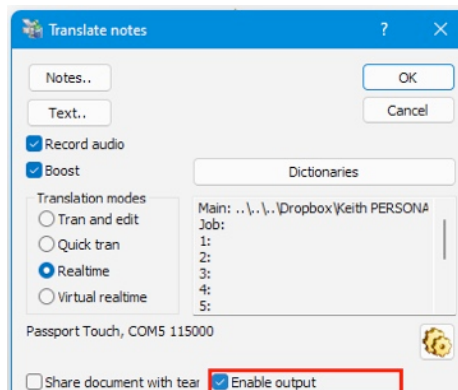 Translate notes ? ×
Notes.. OK
Text.. Cancel
Record audio
Boost Dictionaries
Translation modes
Tran and edit
Quick tran
Realtime
Virtual realtime
Main: ..\..\..\Dropbox\Keith PERSONA
Job:
1:
2:
3:
4:
5:
Passport Touch, COM5 115000
Share document with tear Enable output